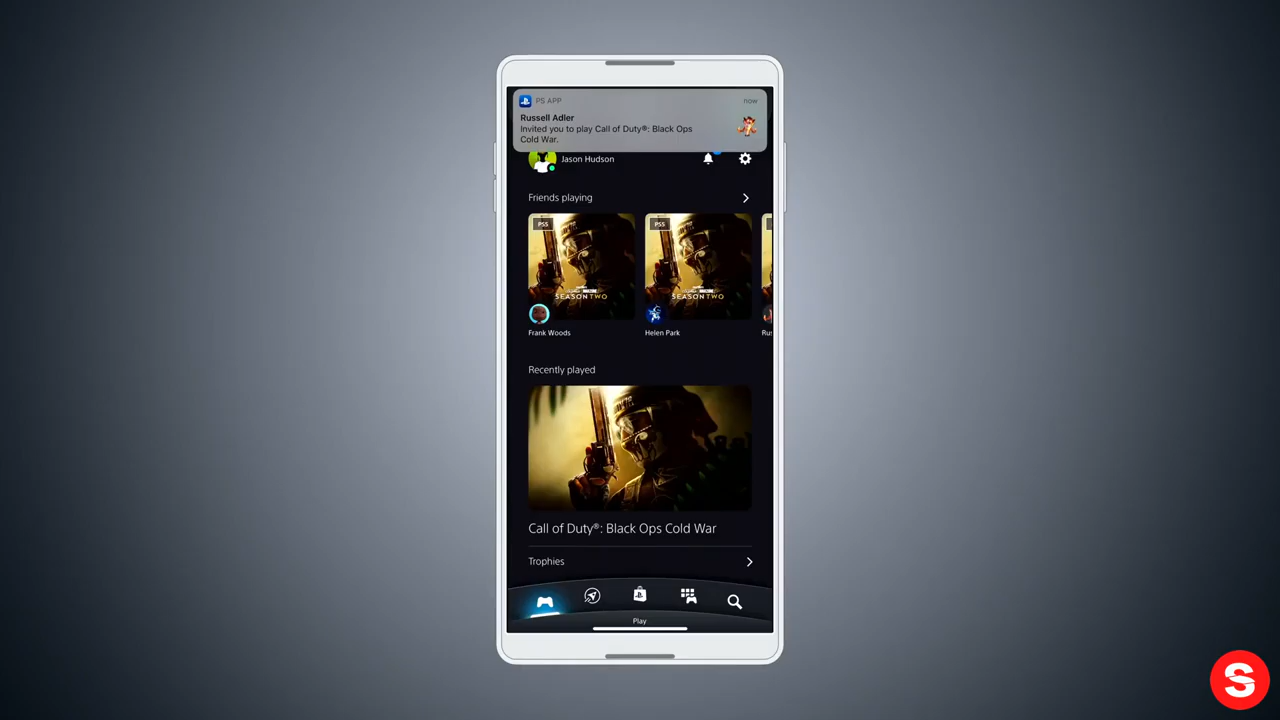 PS APP
now
Russell Adler
Invited you to play Call of Duty®: Black Ops
Cold War.
Jason Hudson
Friends playing
PS5
PS5
SEASON TWO
SEASON TWO
Frank Woods
Helen Park
Rus
Recently played
Call of Duty®: Black Ops Cold War
Trophies
Play
S